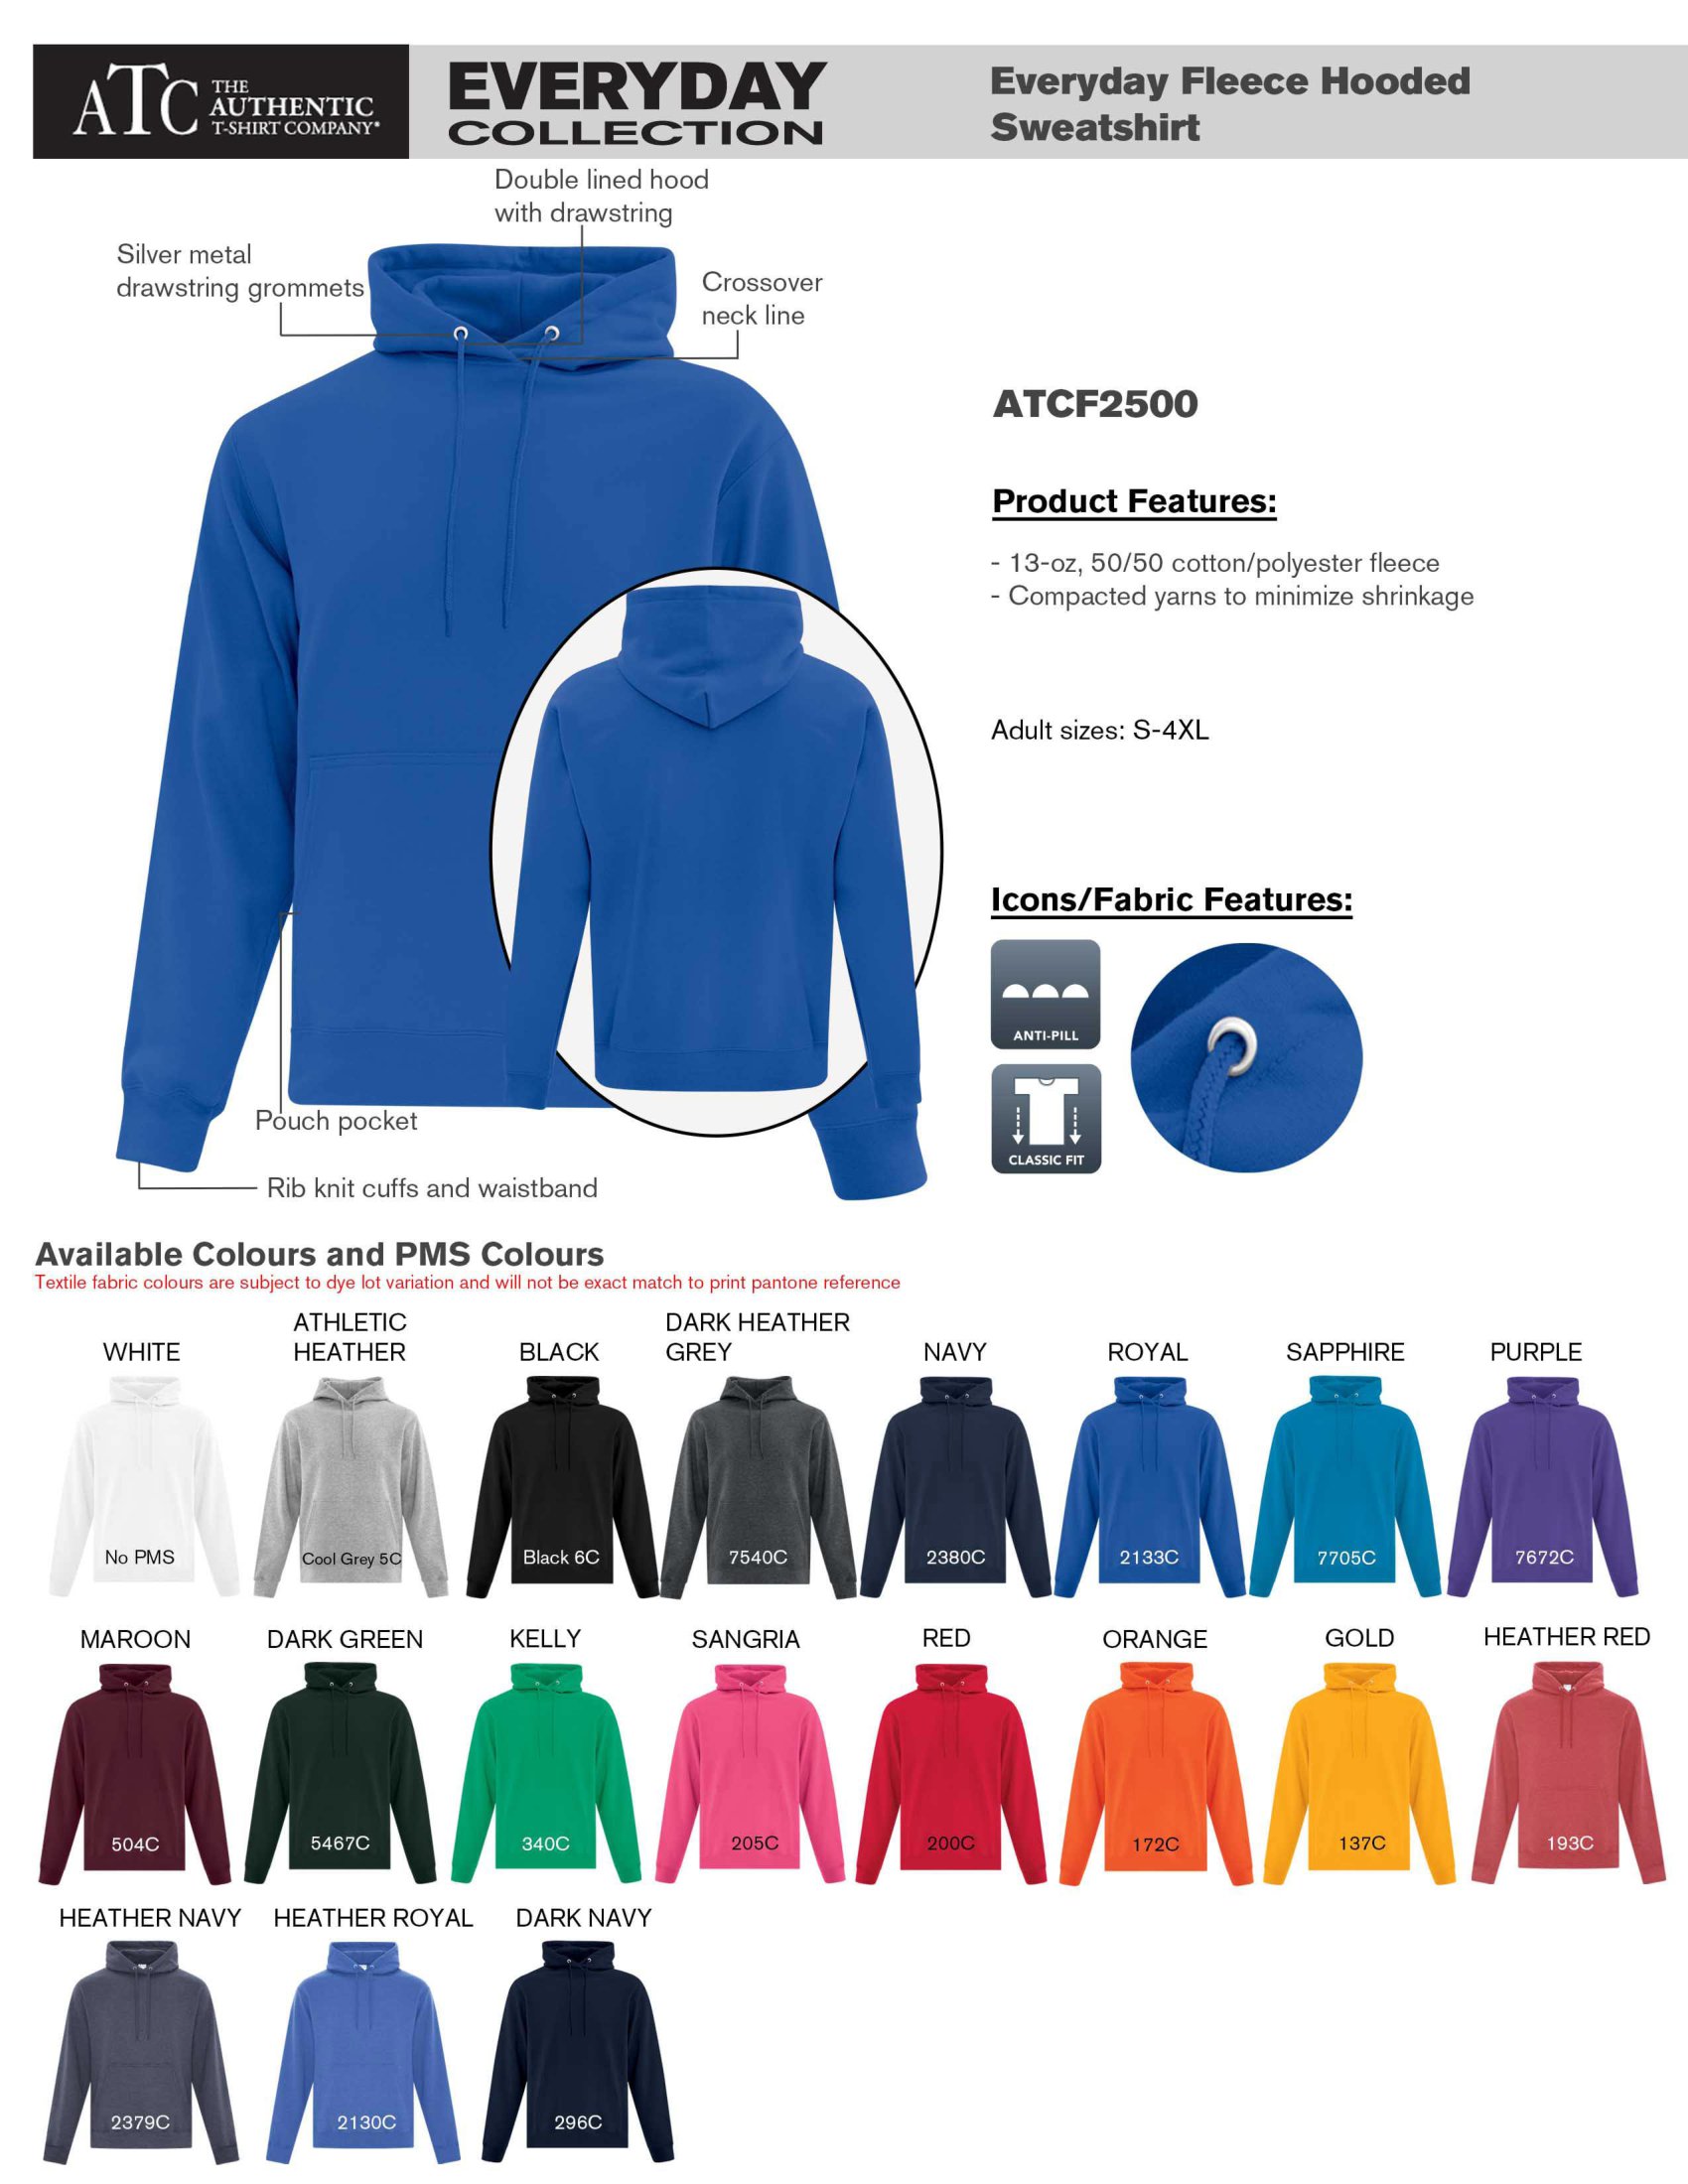 ATC THE
AUTHENTIC
T-SHIRT COMPANY®
EVERYDAY
COLLECTION
Everyday Fleece Hooded
Sweatshirt
Double lined hood
with drawstring
Silver metal
drawstring grommets
Crossover
neck line
ATCF2500
Product Features:
- 13-oz, 50/50 cotton/polyester fleece
- Compacted yarns to minimize shrinkage
Adult sizes: S-4XL
Icons/Fabric Features:
ANTI-PILL
CLASSIC FIT
Pouch pocket
Rib knit cuffs and waistband
Available Colours and PMS Colours
Textile fabric colours are subject to dye lot variation and will not be exact match to print pantone reference
WHITE
ATHLETIC
HEATHER
BLACK
DARK HEATHER
GREY
NAVY
ROYAL
SAPPHIRE
PURPLE
No PMS
Cool Grey 5C
Black 6C
7540C
2380C
2133C
7705C
7672C
MAROON
DARK GREEN
KELLY
SANGRIA
RED
ORANGE
GOLD
HEATHER RED
504C
5467C
340C
205C
200C
172C
137C
193C
HEATHER NAVY
HEATHER ROYAL
DARK NAVY
2379C
2130C
296C